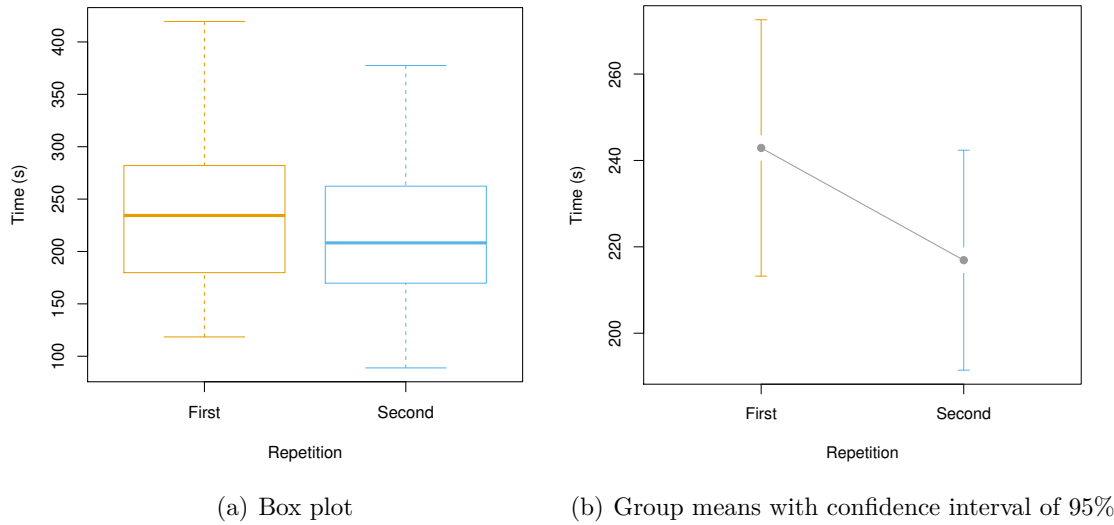 Time (s)
400
350
300
250
200
150
100
First
Second
Repetition
(a) Box plot
Time (s)
260
240
220
200
First
Second
Repetition
(b) Group means with confidence interval of 95%